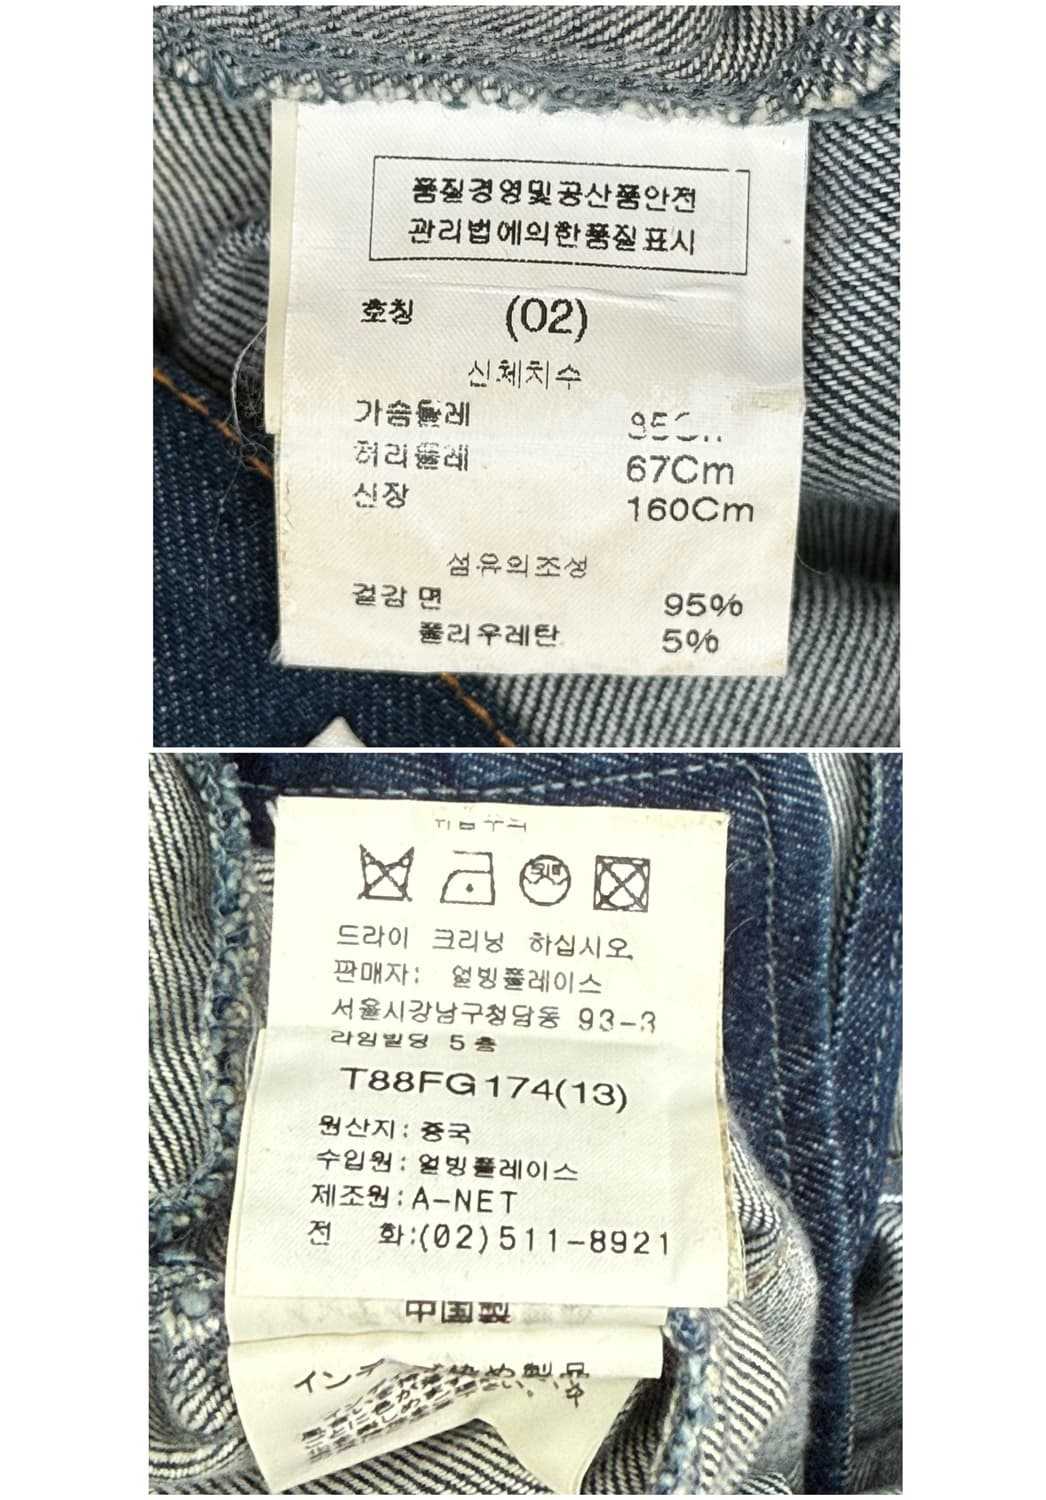 품질경영및공산품안전
관리법에의한품질표시
호칭 (02)
신체치수
가슴둘레
허리둘레 67Cm
신장 160Cm
섬유의조성
겉감 면 95%
폴리우레탄 5%
드라이 크리닝 하십시오.
판매자: 얼빙플레이스
서울시강남구청담동 93-3
라임빌딩 5층
T88FG174(13)
원산지: 중국
수입원: 얼빙플레이스
제조원: A-NET
전 화:(02)511-8921
中国製